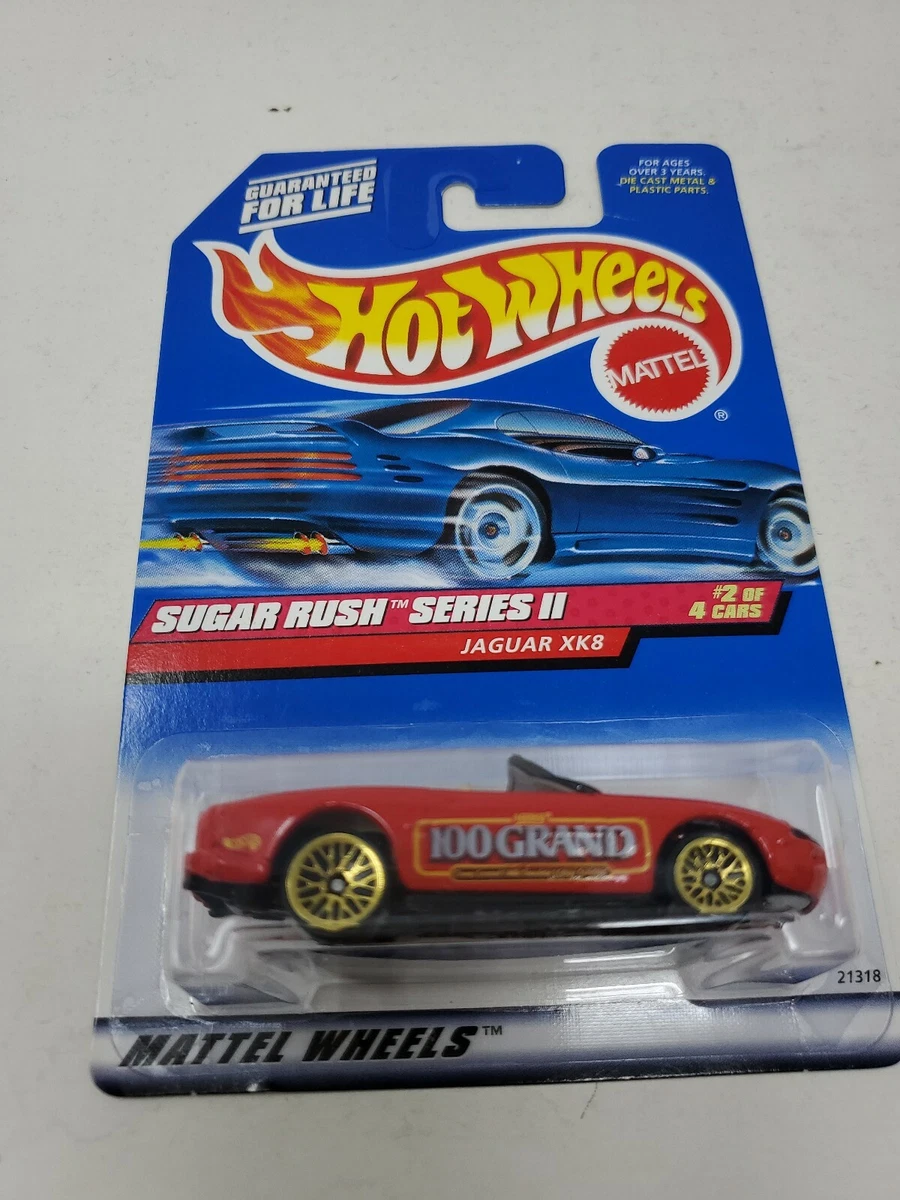 GUARANTEED
FOR LIFE
FOR AGES
OVER 3 YEARS.
DIE CAST METAL &
PLASTIC PARTS.
HOT WHEELS
MATTEL
®
SUGAR RUSH™ SERIES II
#2 OF
4 CARS
JAGUAR XK8
100 GRAND
21318
MATTEL WHEELS™